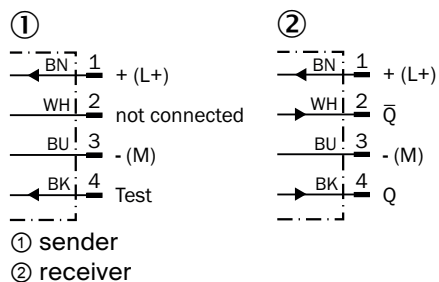 ① ②
BN 1 + (L+)
WH 2 not connected
BU 3 - (M)
BK 4 Test
BN 1 + (L+)
WH 2 Q̅
BU 3 - (M)
BK 4 Q
① sender
② receiver